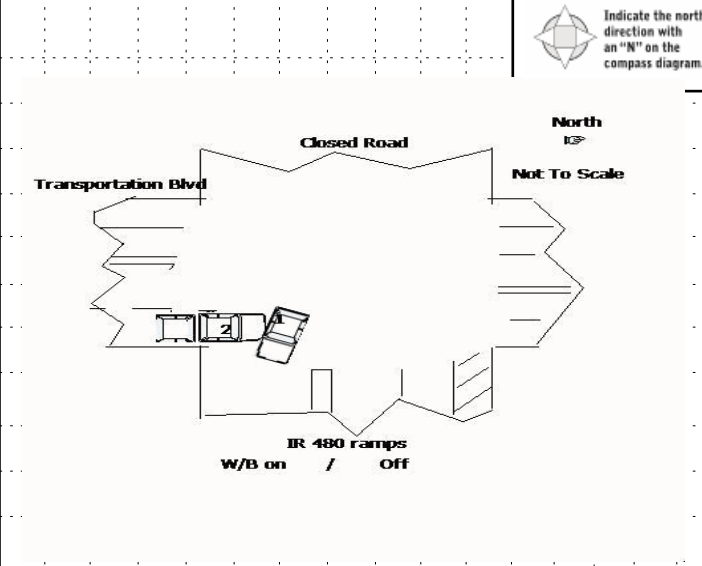 Indicate the north
direction with
an "N" on the
compass diagram.
North
Closed Road
Not To Scale
Transportation Blvd
1
2
IR 480 ramps
W/B on / Off